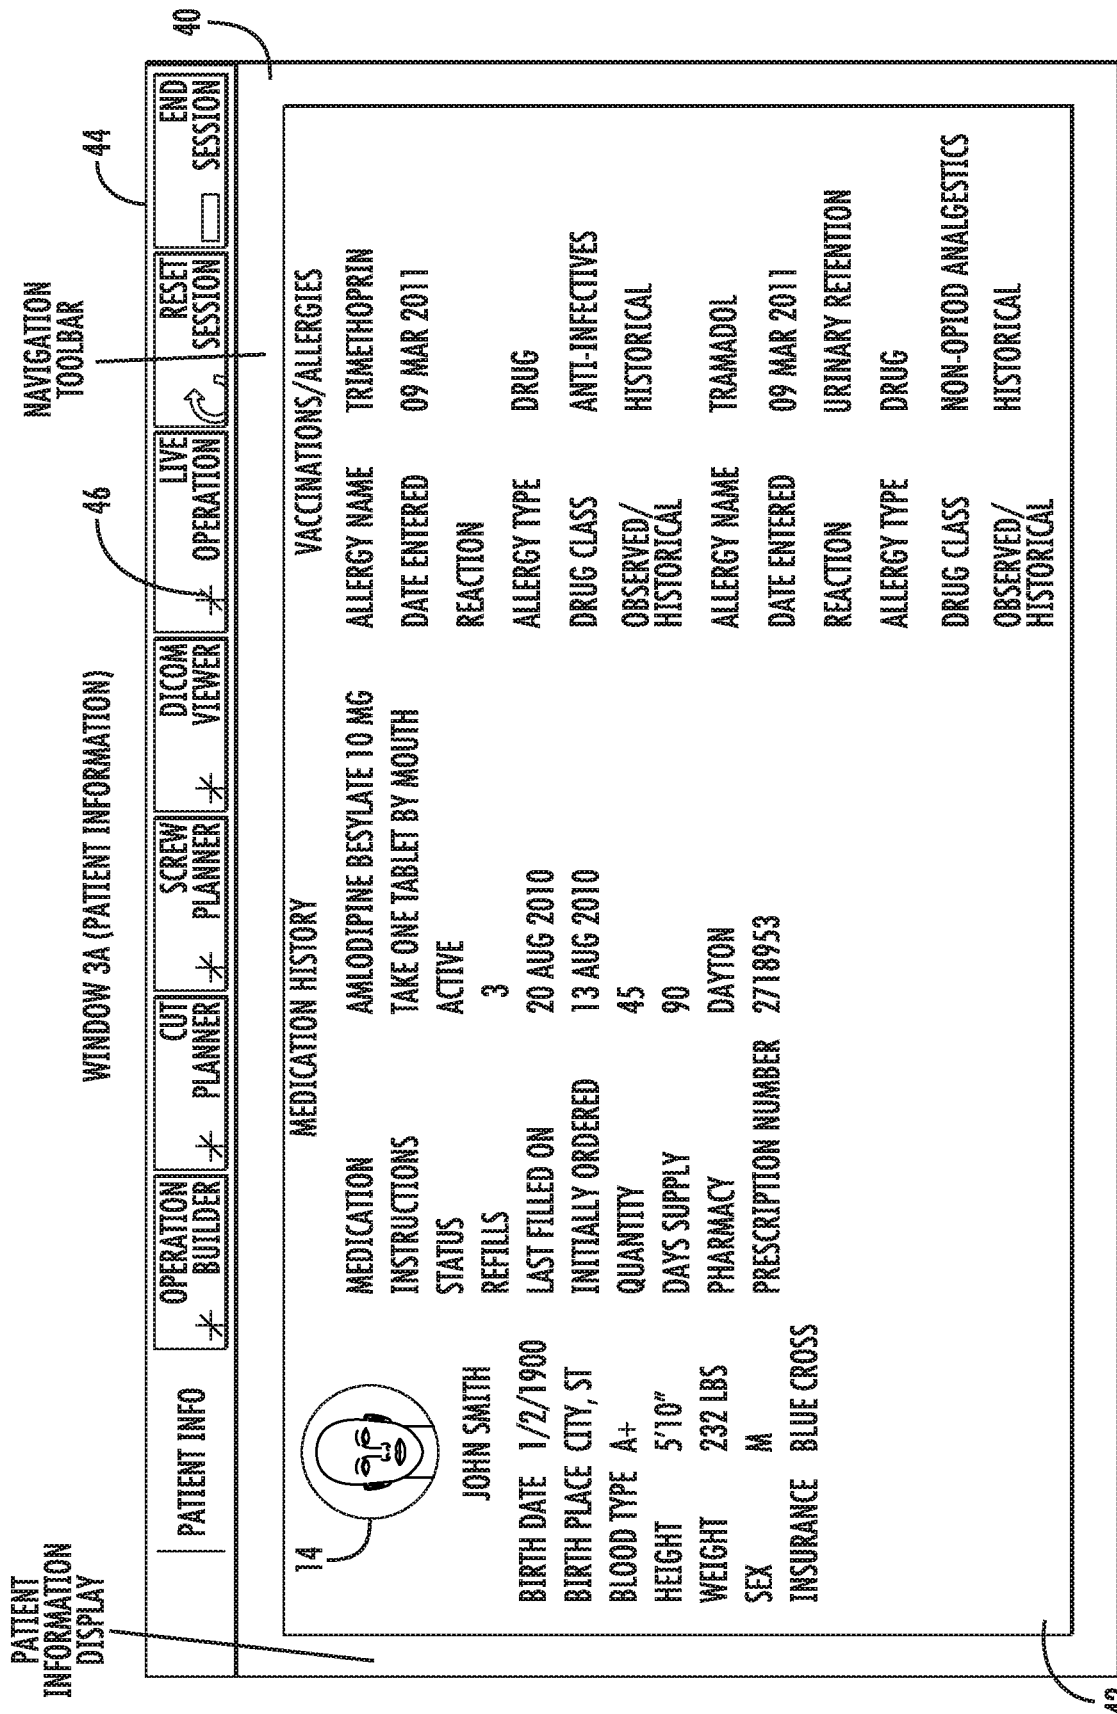 WINDOW 3A (PATIENT INFORMATION)
PATIENT
INFORMATION
DISPLAY
NAVIGATION
TOOLBAR
46
44
40
PATIENT INFO
OPERATION
BUILDER
CUT
PLANNER
SCREW
PLANNER
DICOM
VIEWER
LIVE
OPERATION
RESET
SESSION
END
SESSION
14
JOHN SMITH
BIRTH DATE 1/2/1900
BIRTH PLACE CITY, ST
BLOOD TYPE A+
HEIGHT 5'10"
WEIGHT 232 LBS
SEX M
INSURANCE BLUE CROSS
MEDICATION HISTORY
MEDICATION AMLODIPINE BESYLATE 10 MG
INSTRUCTIONS TAKE ONE TABLET BY MOUTH
STATUS ACTIVE
REFILLS 3
LAST FILLED ON 20 AUG 2010
INITIALLY ORDERED 13 AUG 2010
QUANTITY 45
DAYS SUPPLY 90
PHARMACY DAYTON
PRESCRIPTION NUMBER 2718953
VACCINATIONS/ALLERGIES
ALLERGY NAME TRIMETHOPRIN
DATE ENTERED 09 MAR 2011
REACTION
ALLERGY TYPE DRUG
DRUG CLASS ANTI-INFECTIVES
OBSERVED/ HISTORICAL
HISTORICAL
ALLERGY NAME TRAMADOL
DATE ENTERED 09 MAR 2011
REACTION URINARY RETENTION
ALLERGY TYPE DRUG
DRUG CLASS NON-OPIOD ANALGESTICS
OBSERVED/ HISTORICAL
HISTORICAL